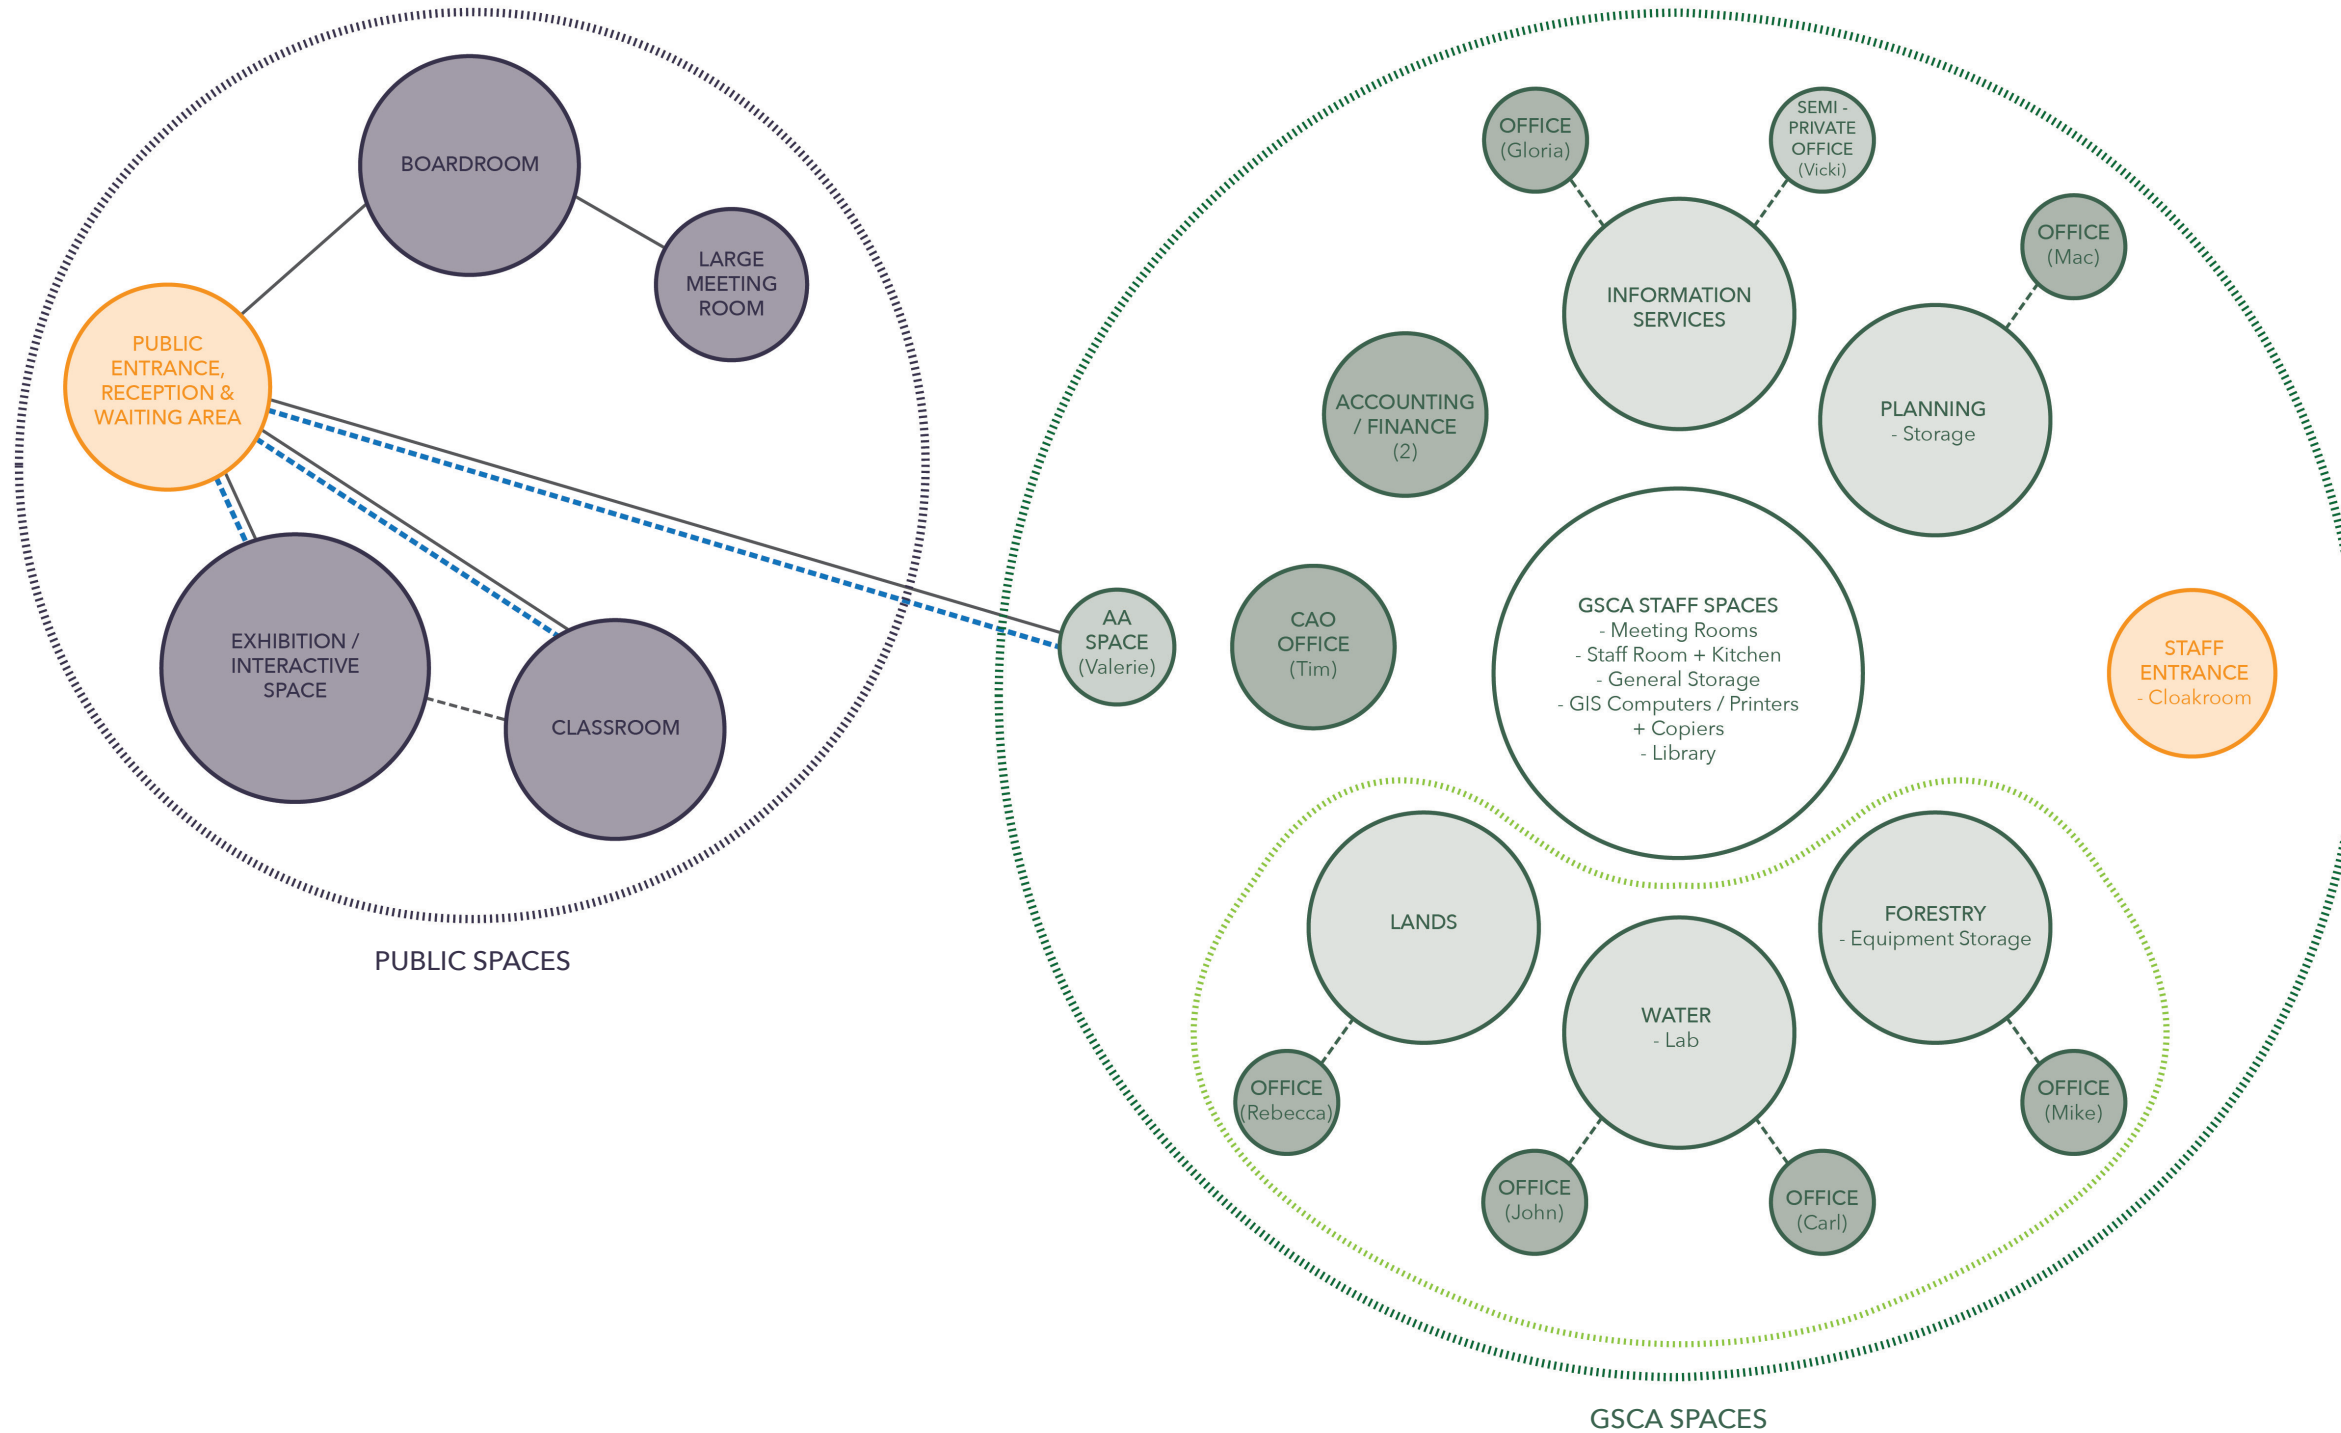 BOARDROOM
LARGE
MEETING
ROOM
PUBLIC
ENTRANCE,
RECEPTION &
WAITING AREA
EXHIBITION /
INTERACTIVE
SPACE
CLASSROOM
PUBLIC SPACES
OFFICE
(Gloria)
SEMI -
PRIVATE
OFFICE
(Vicki)
INFORMATION
SERVICES
OFFICE
(Mac)
PLANNING
- Storage
ACCOUNTING
/ FINANCE
(2)
AA
SPACE
(Valerie)
CAO
OFFICE
(Tim)
GSCA STAFF SPACES
- Meeting Rooms
- Staff Room + Kitchen
- General Storage
- GIS Computers / Printers
+ Copiers
- Library
STAFF
ENTRANCE
- Cloakroom
LANDS
FORESTRY
- Equipment Storage
WATER
- Lab
OFFICE
(Rebecca)
OFFICE
(John)
OFFICE
(Carl)
OFFICE
(Mike)
GSCA SPACES